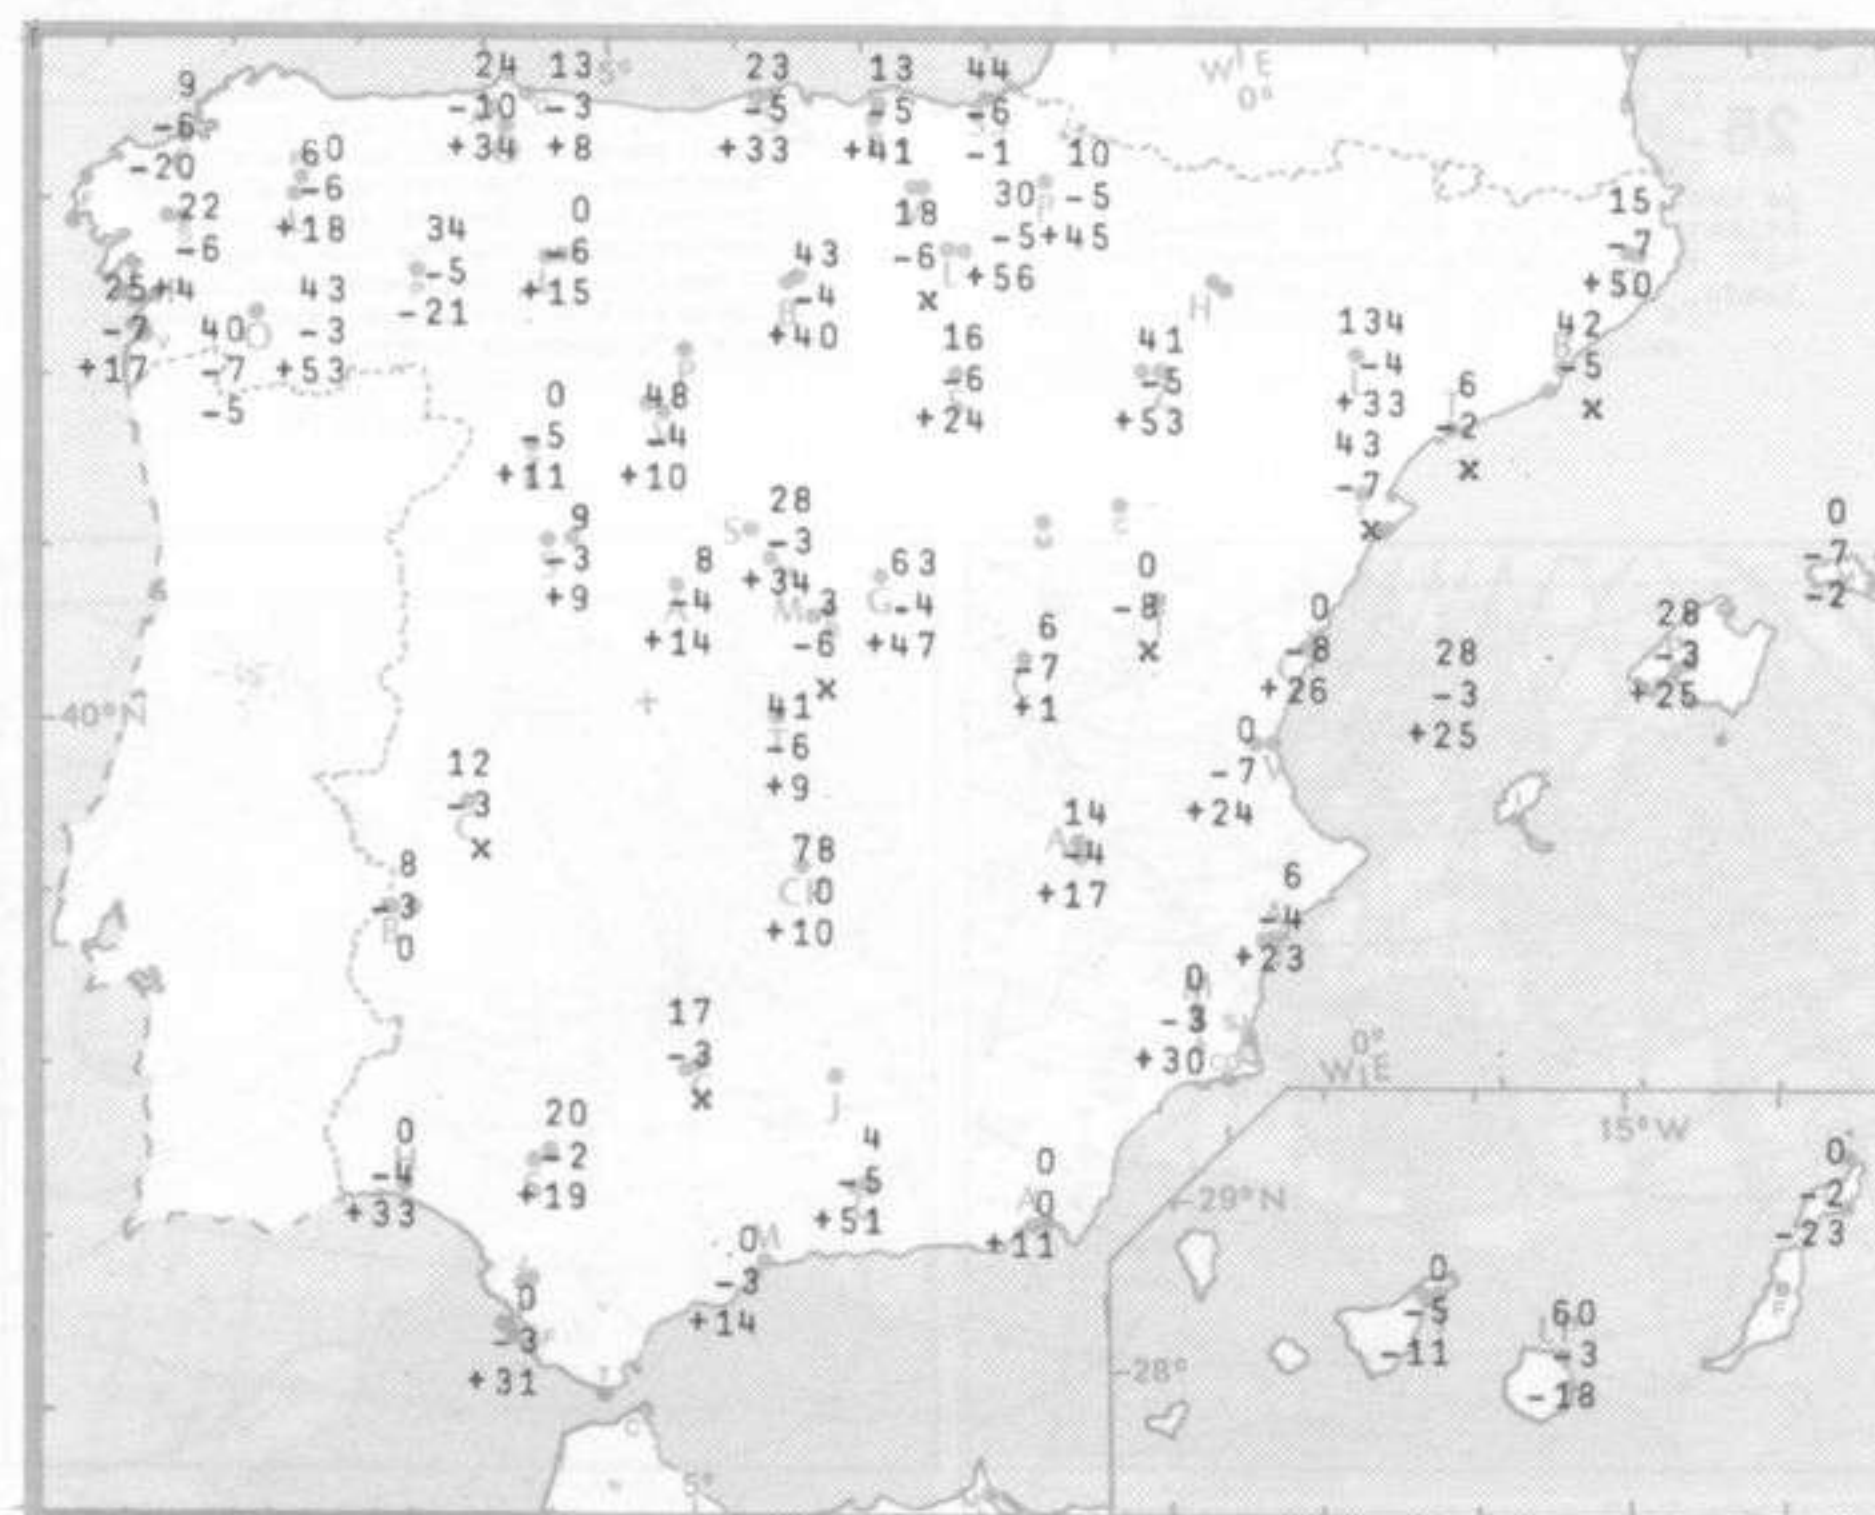 24 13 5° 23 13 44
9 -10 -3 -5 -5 -6 W E
-6 +34 +8 +33 +41 -1 10 0°
-20 60 30 -5
22 -6 0 18 -5 +45 15
-6 +18 34 -6 43 -6 L +56 -7
25 +4 43 -5 +15 -4 x H +50
-7 40 O -3 -21 B +40 16 41 134 42
+17 -7 +53 P -6 -5 -4 -5
-5 0 48 +24 +53 +33 6 x
-5 -4 43 -2
+11 +10 -7 x
9 28 x 0
-3 S -3 8 63 0 -7
+9 +34 -4 M 3 G -4 -8 0 28 -2
A +14 -6 +47 6 x -8 28 -3
x -7 +26 -3 +25
40°N + 41 C +1 0 +25
12 -6 -7 V
-3 +9 14 +24
C x 78 A -4
8 CR 0 +17 6
-3 +10 -4
B 0 0 +23
17 -3 0°
-3 +30 W E
C x J 15°W
0 20 4 0 0
-4 -2 -5 0 -29°N -2
+33 +19 0 M +51 A +11 -23
0 -3 0
-3 +14 -5 60
+31 T -11 -3
-28° -18
C 5°